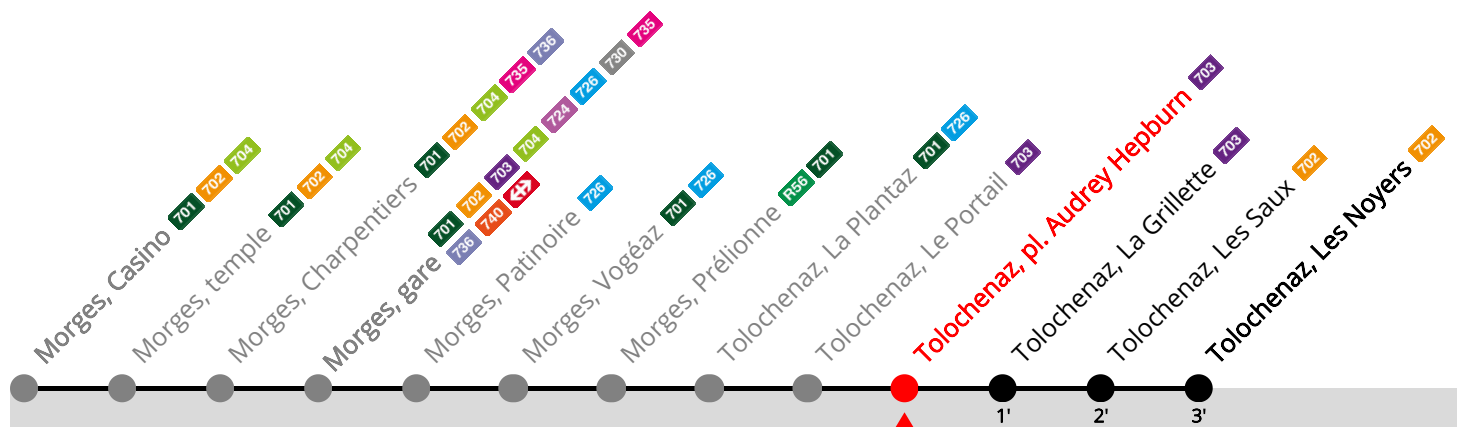 Morges, Casino 701 702 704
Morges, temple 701 702 704
Morges, Charpentiers 701 702 704 735 736
Morges, gare 701 702 703 704 724 726 730 735
736 740
Morges, Patinoire 726
Morges, Vogéaz 701 726
Morges, Prélionne R56 701
Tolochenaz, La Plantaz 701 726
Tolochenaz, Le Portail 703
Tolochenaz, pl. Audrey Hepburn 703
Tolochenaz, La Grillette 703
Tolochenaz, Les Saux 702
Tolochenaz, Les Noyers 702
1' 2' 3'